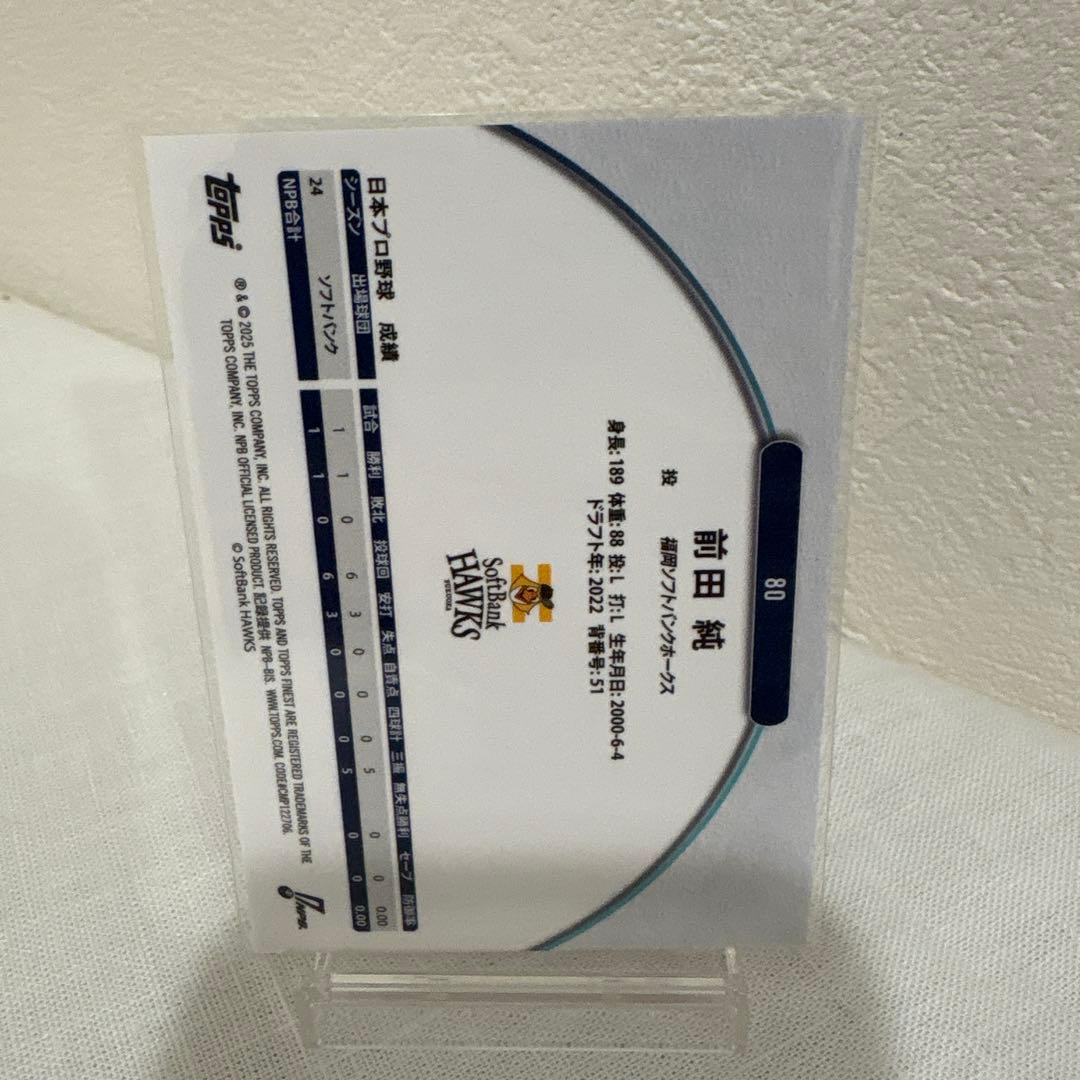 80
前田 純
投 福岡ソフトバンクホークス
身長: 189 体重: 88 投: L 打: L 生年月日: 2000-6-4
ドラフト年: 2022 背番号: 51
SoftBank
HAWKS
FUKUOKA
日本プロ野球 成績
シーズン 出場球団 試合 勝利 敗北 投球回 安打 失点 自責点 四球計 三振 無失点勝利 セーブ 防御率
24 ソフトバンク 1 1 0 6 3 0 0 0 5 0 0 0.00
NPB合計 1 1 0 6 3 0 0 0 5 0 0 0.00
topps
® & © 2025 THE TOPPS COMPANY, INC. ALL RIGHTS RESERVED. TOPPS AND TOPPS FINEST ARE REGISTERED TRADEMARKS OF THE
TOPPS COMPANY, INC. NPB OFFICIAL LICENSED PRODUCT. 記録提供 NPB-BIS. WWW.TOPPS.COM. CODE#CMP122706.
© SoftBank HAWKS
NPB